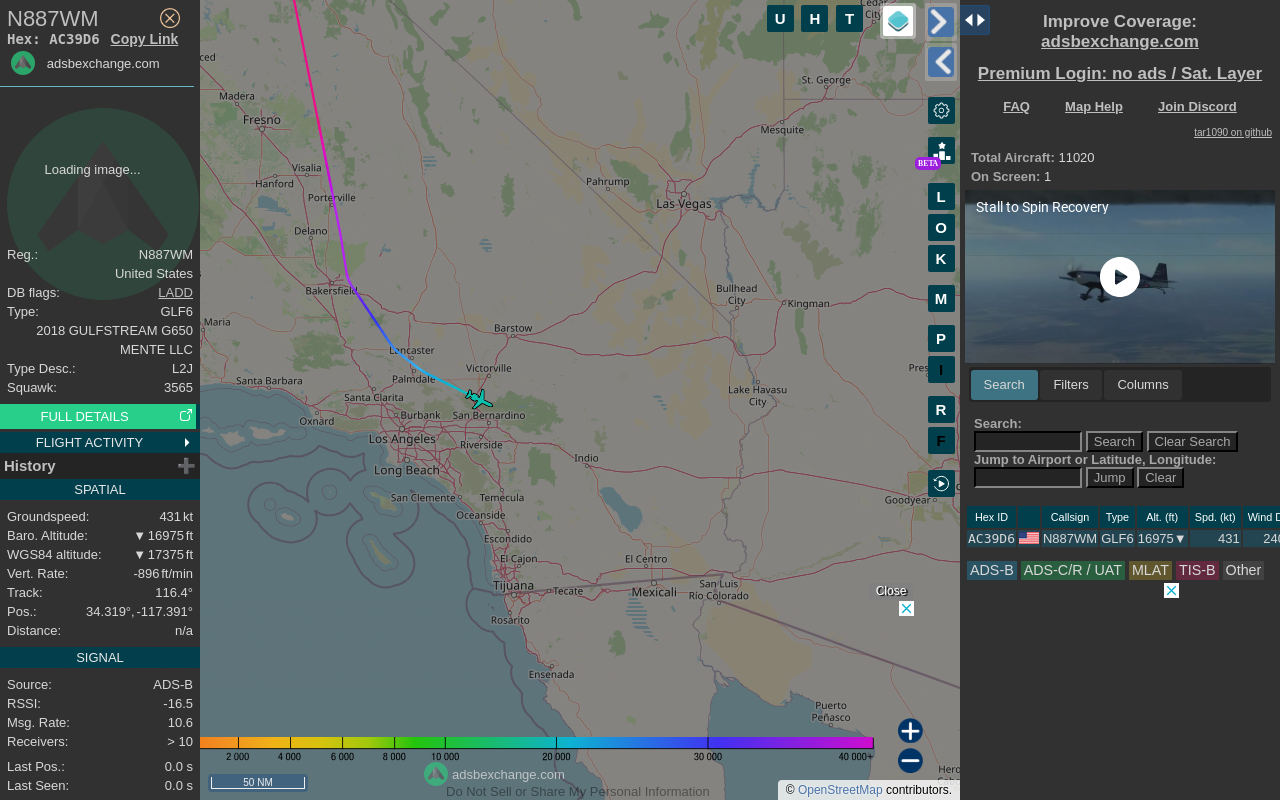 N887WM
Hex: AC39D6 Copy Link
adsbexchange.com
Loading image...
Reg.: N887WM
United States
DB flags: LADD
Type: GLF6
2018 GULFSTREAM G650
MENTE LLC
Type Desc.: L2J
Squawk: 3565
FULL DETAILS
FLIGHT ACTIVITY
History
SPATIAL
Groundspeed: 431 kt
Baro. Altitude: ▼ 16975 ft
WGS84 altitude: ▼ 17375 ft
Vert. Rate: -896 ft/min
Track: 116.4°
Pos.: 34.319°, -117.391°
Distance: n/a
SIGNAL
Source: ADS-B
RSSI: -16.5
Msg. Rate: 10.6
Receivers: > 10
Last Pos.: 0.0 s
Last Seen: 0.0 s
U H T
Cedar
City
St. George
ced
Madera
Fresno
Mesquite
Visalia
Hanford
Porterville
Pahrump
Las Vegas
Delano
Bakersfield
Bullhead
City
Kingman
Maria
Barstow
Lancaster
Palmdale
Victorville
Santa Barbara
Santa Clarita
Lake Havasu
City
Pres
Oxnard
Burbank
San Bernardino
Los Angeles
Riverside
Long Beach
Indio
San Clemente
Temecula
Goodyear
Oceanside
Escondido
El Cajon
El Centro
Tijuana
Tecate
Mexicali
San Luis
Río Colorado
Rosarito
Ensenada
Puerto
Peñasco
Hero
Cab
BETA
L
O
K
M
P
I
R
F
Close
2 000 4 000 6 000 8 000 10 000 20 000 30 000 40 000+
adsbexchange.com
50 NM
Do Not Sell or Share My Personal Information
© OpenStreetMap contributors.
Improve Coverage:
adsbexchange.com
Premium Login: no ads / Sat. Layer
FAQ Map Help Join Discord
tar1090 on github
Total Aircraft: 11020
On Screen: 1
Stall to Spin Recovery
Search Filters Columns
Search:
Search Clear Search
Jump to Airport or Latitude, Longitude:
Jump Clear
Hex ID Callsign Type Alt. (ft) Spd. (kt) Wind D
AC39D6 N887WM GLF6 16975▼ 431 240
ADS-B ADS-C/R / UAT MLAT TIS-B Other